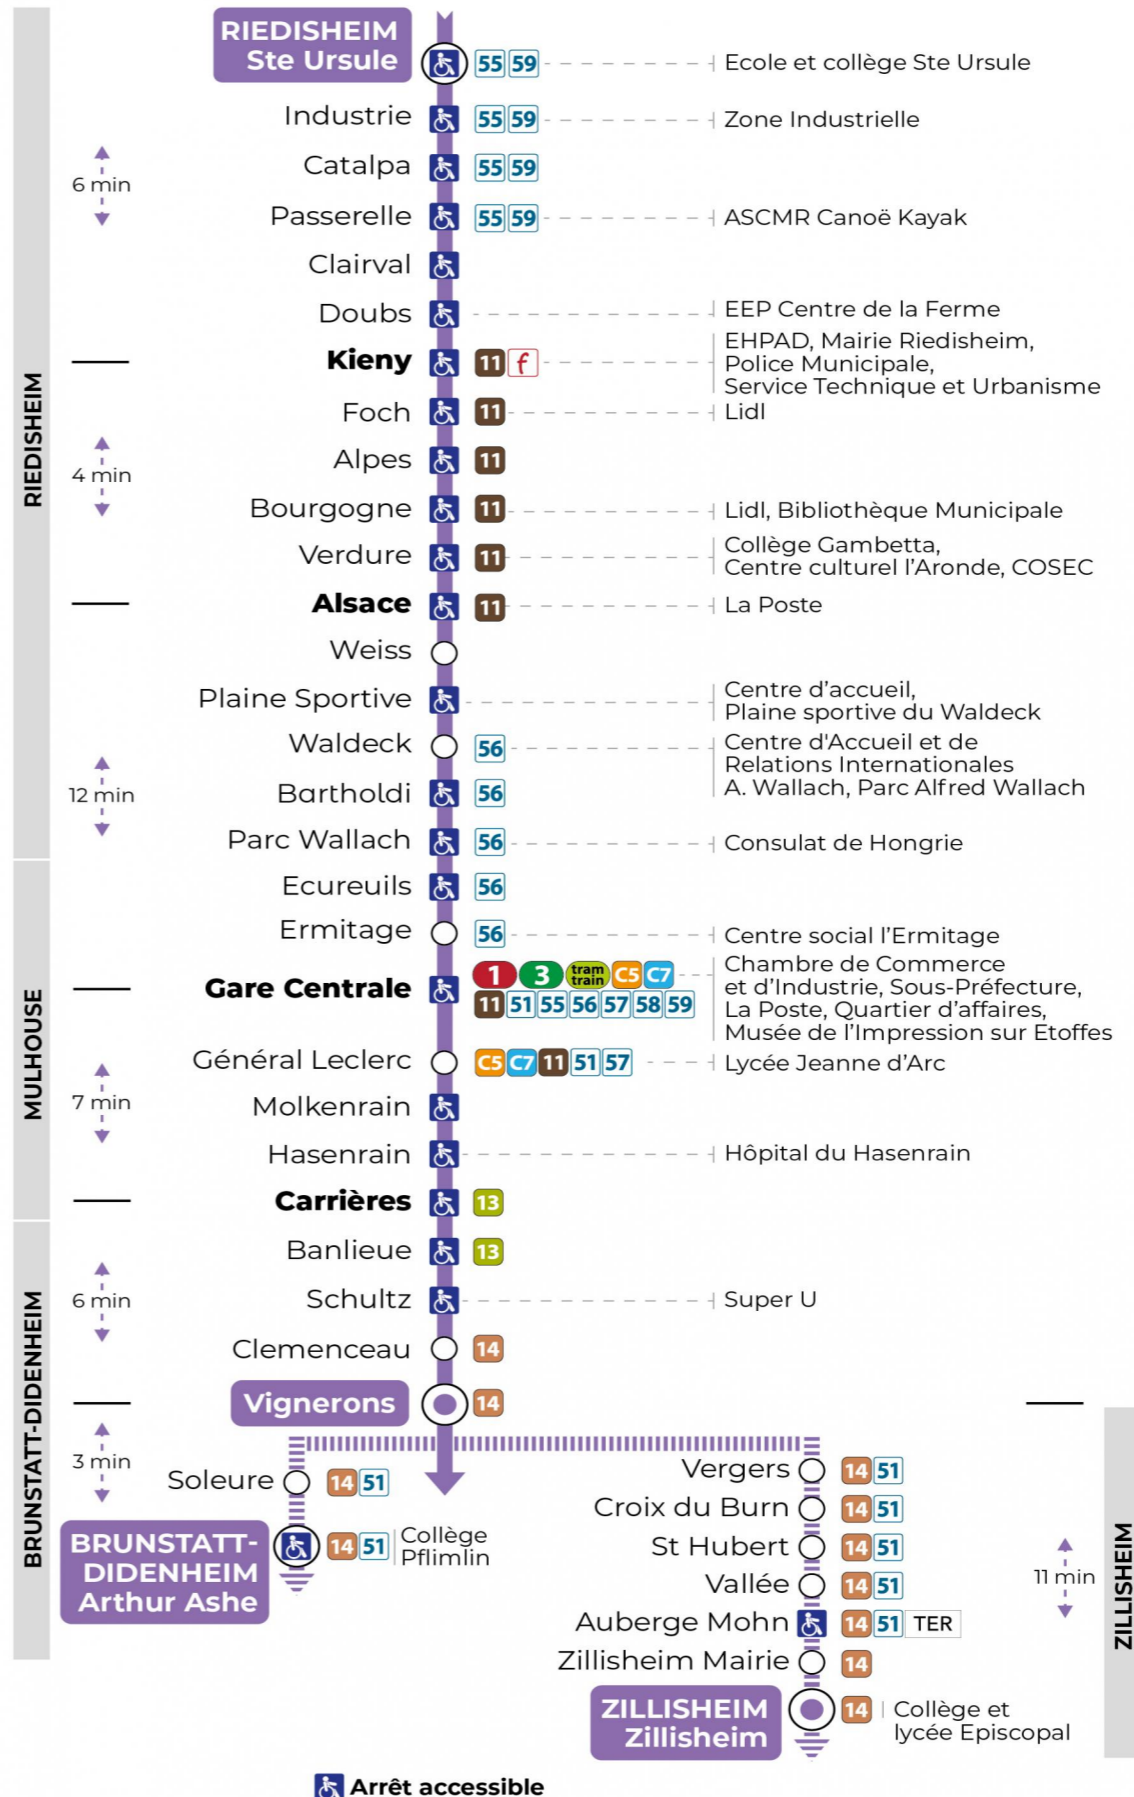 RIEDISHEIM
Ste Ursule
55 59
Ecole et collège Ste Ursule
Industrie
55 59
Zone Industrielle
Catalpa
55 59
6 min
Passerelle
55 59
ASCMR Canoë Kayak
Clairval
Doubs
EEP Centre de la Ferme
Kieny
11 f
EHPAD, Mairie Riedisheim,
Police Municipale,
Service Technique et Urbanisme
RIEDISHEIM
Foch
11
Lidl
Alpes
11
4 min
Bourgogne
11
Lidl, Bibliothèque Municipale
Verdure
11
Collège Gambetta,
Centre culturel l'Aronde, COSEC
Alsace
11
La Poste
Weiss
Plaine Sportive
Centre d'accueil,
Plaine sportive du Waldeck
Waldeck
56
Centre d'Accueil et de
Relations Internationales
A. Wallach, Parc Alfred Wallach
12 min
Bartholdi
56
Parc Wallach
56
Consulat de Hongrie
Ecureuils
56
Ermitage
56
Centre social l'Ermitage
MULHOUSE
Gare Centrale
1 3 tram train C5 C7
11 51 55 56 57 58 59
Chambre de Commerce
et d'Industrie, Sous-Préfecture,
La Poste, Quartier d'affaires,
Musée de l'Impression sur Etoffes
Général Leclerc
C5 C7 11 51 57
Lycée Jeanne d'Arc
7 min
Molkenrain
Hasenrain
Hôpital du Hasenrain
Carrières
13
Banlieue
13
6 min
Schultz
Super U
Clemenceau
14
BRUNSTATT-DIDENHEIM
Vignerons
14
3 min
Soleure
14 51
BRUNSTATT-
DIDENHEIM
Arthur Ashe
14 51
Collège
Pflimlin
Vergers
14 51
Croix du Burn
14 51
St Hubert
14 51
Vallée
14 51
11 min
ZILLISHEIM
Auberge Mohn
14 51 TER
Zillisheim Mairie
14
ZILLISHEIM
Zillisheim
14
Collège et
lycée Episcopal
Arrêt accessible